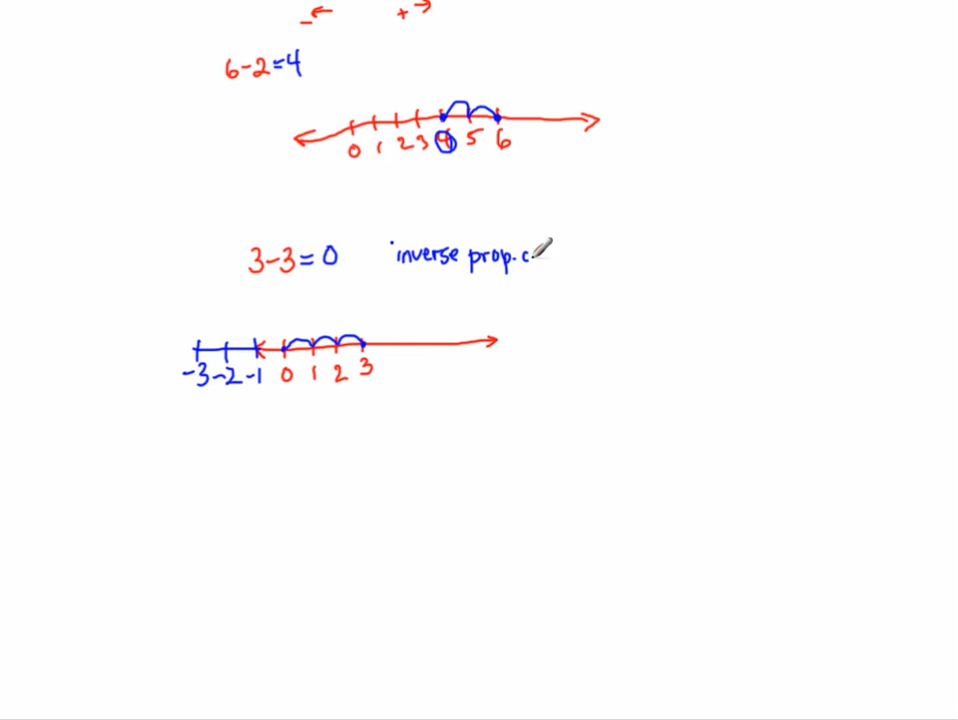 - ← + →
6-2=4
0 1 2 3 4 5 6
3-3=0 inverse prop. c
-3 -2 -1 0 1 2 3